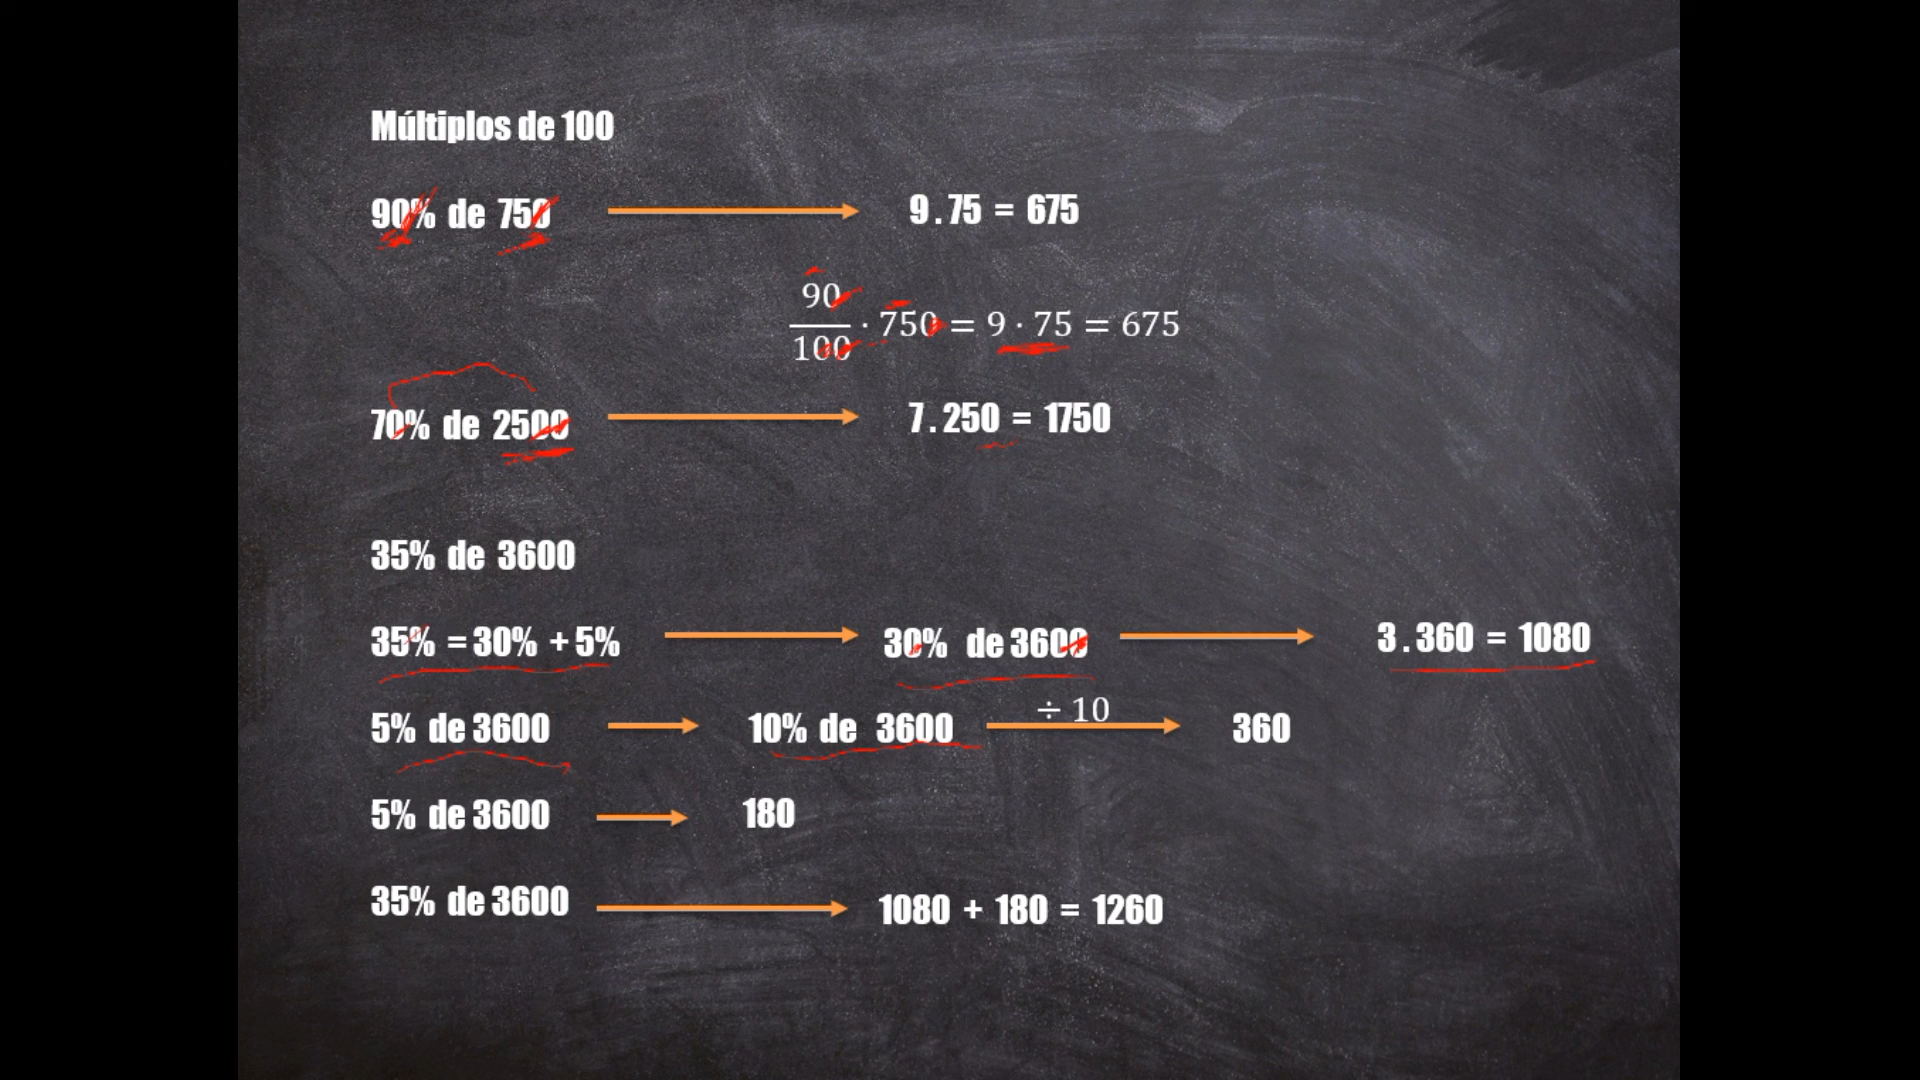 Múltiplos de 100
90% de 750 9 . 75 = 675
90/100 · 750 = 9 · 75 = 675
70% de 2500 7 . 250 = 1750
35% de 3600
35% = 30% + 5% 30% de 3600 3 . 360 = 1080
5% de 3600 10% de 3600 ÷ 10 360
5% de 3600 180
35% de 3600 1080 + 180 = 1260